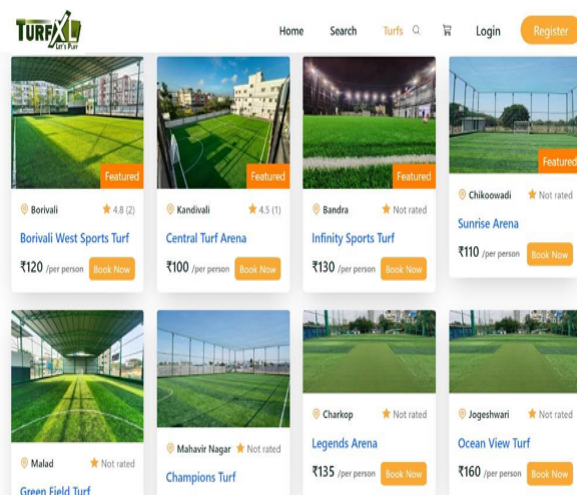 TURFXL
LET'S PLAY
Home Search Turfs Login Register
Featured
Featured
Featured
Featured
Borivali 4.8 (2)
Borivali West Sports Turf
₹120 /per person Book Now
Kandivali 4.5 (1)
Central Turf Arena
₹100 /per person Book Now
Bandra Not rated
Infinity Sports Turf
₹130 /per person Book Now
Chikoowadi Not rated
Sunrise Arena
₹110 /per person Book Now
Malad Not rated
Green Field Turf
Mahavir Nagar Not rated
Champions Turf
Charkop Not rated
Legends Arena
₹135 /per person Book Now
Jogeshwari Not rated
Ocean View Turf
₹160 /per person Book Now